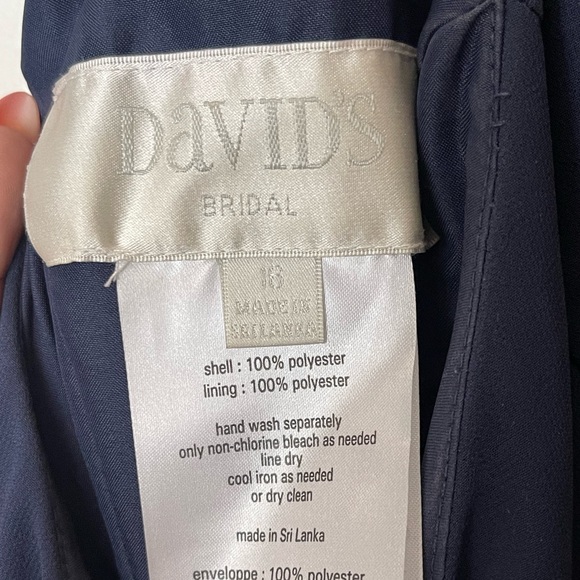 DaVID'S
BRIDAL
18
MADE IN
SRI LANKA
shell : 100% polyester
lining : 100% polyester
hand wash separately
only non-chlorine bleach as needed
line dry
cool iron as needed
or dry clean
made in Sri Lanka
enveloppe : 100% polyester